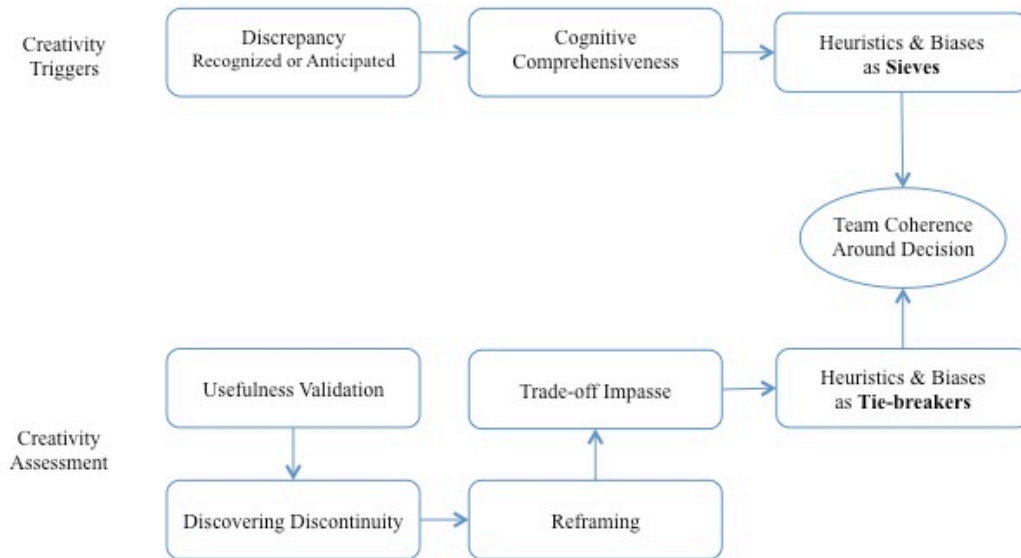 Creativity
Triggers
Discrepancy
Recognized or Anticipated
Cognitive
Comprehensiveness
Heuristics & Biases
as Sieves
Team Coherence
Around Decision
Creativity
Assessment
Usefulness Validation
Discovering Discontinuity
Reframing
Trade-off Impasse
Heuristics & Biases
as Tie-breakers